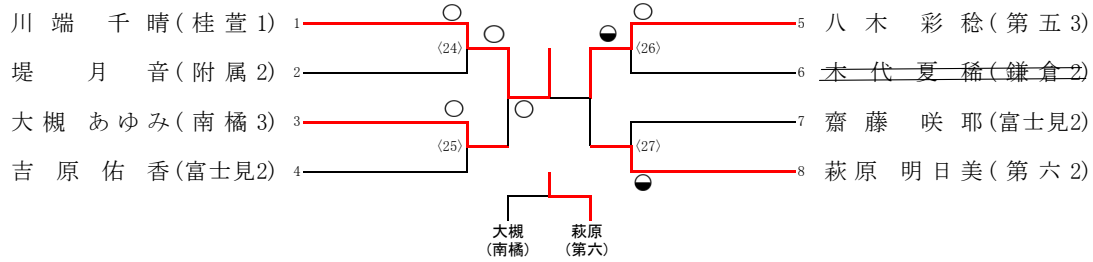 川端 千晴(桂萱1) 1
5 八木 彩稔(第五3)
〈24〉
〈26〉
堤 月音(附属2) 2
6 木代夏稀(鎌倉2)
大槻 あゆみ(南橘3) 3
7 齋藤 咲耶(富士見2)
〈25〉
〈27〉
吉原佑香(富士見2) 4
8 萩原 明日美(第六2)
大槻
(南橘)
萩原
(第六)